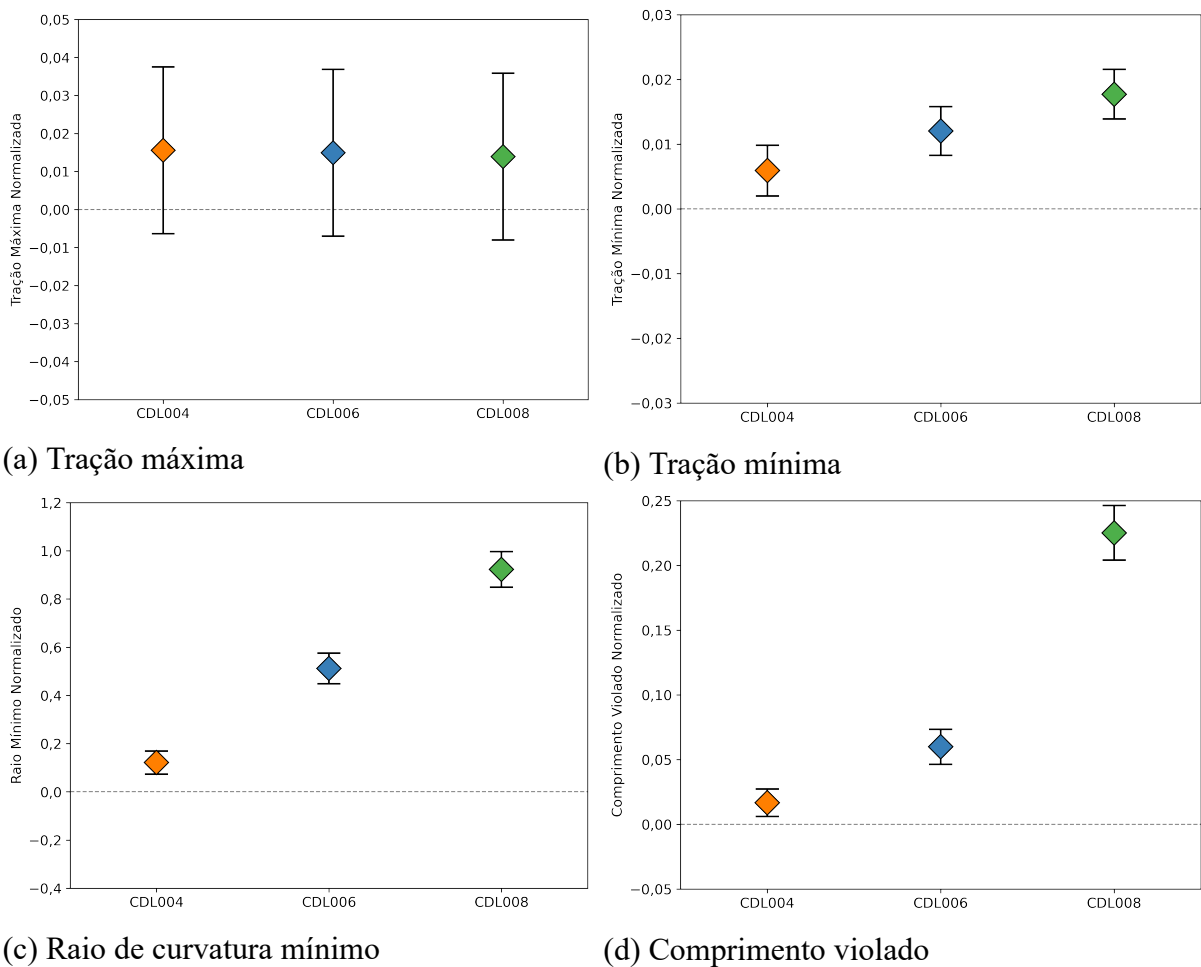 0,05
0,04
0,03
0,02
0,01
0,00
−0,01
−0,02
−0,03
−0,04
−0,05
Tração Máxima Normalizada
CDL004 CDL006 CDL008
(a) Tração máxima
0,03
0,02
0,01
0,00
−0,01
−0,02
−0,03
Tração Mínima Normalizada
CDL004 CDL006 CDL008
(b) Tração mínima
1,2
1,0
0,8
0,6
0,4
0,2
0,0
−0,2
−0,4
Raio Mínimo Normalizado
CDL004 CDL006 CDL008
(c) Raio de curvatura mínimo
0,25
0,20
0,15
0,10
0,05
0,00
−0,05
Comprimento Violado Normalizado
CDL004 CDL006 CDL008
(d) Comprimento violado